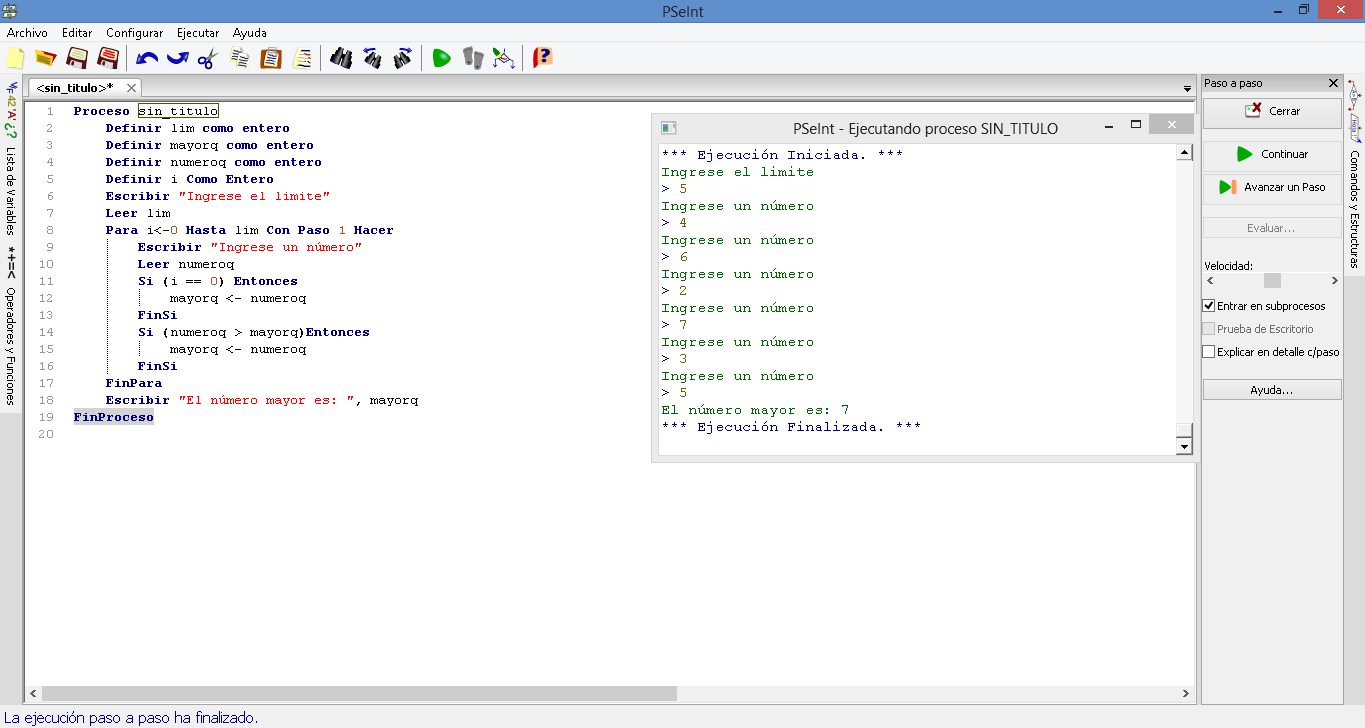 PSeInt
Archivo Editar Configurar Ejecutar Ayuda
<sin_titulo>*
1 Proceso sin_titulo
2 Definir lim como entero
3 Definir mayorq como entero
4 Definir numeroq como entero
5 Definir i Como Entero
6 Escribir "Ingrese el limite"
7 Leer lim
8 Para i<-0 Hasta lim Con Paso 1 Hacer
9 Escribir "Ingrese un número"
10 Leer numeroq
11 Si (i == 0) Entonces
12 mayorq <- numeroq
13 FinSi
14 Si (numeroq > mayorq)Entonces
15 mayorq <- numeroq
16 FinSi
17 FinPara
18 Escribir "El número mayor es: ", mayorq
19 FinProceso
20
PSeInt - Ejecutando proceso SIN_TITULO
*** Ejecución Iniciada. ***
Ingrese el limite
> 5
Ingrese un número
> 4
Ingrese un número
> 6
Ingrese un número
> 2
Ingrese un número
> 7
Ingrese un número
> 3
Ingrese un número
> 5
El número mayor es: 7
*** Ejecución Finalizada. ***
Paso a paso
Cerrar
Continuar
Avanzar un Paso
Evaluar...
Velocidad:
Entrar en subprocesos
Prueba de Escritorio
Explicar en detalle c/paso
Ayuda...
42 'A' ¿? Lista de Variables
*+=< Operadores y Funciones
Comandos y Estructuras
La ejecución paso a paso ha finalizado.